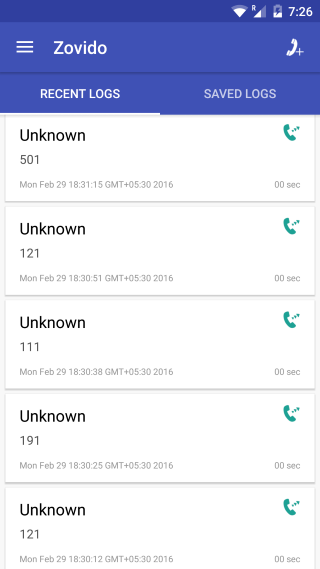 R 7:26
Zovido
RECENT LOGS SAVED LOGS
Unknown
501
Mon Feb 29 18:31:15 GMT+05:30 2016 00 sec
Unknown
121
Mon Feb 29 18:30:51 GMT+05:30 2016 00 sec
Unknown
111
Mon Feb 29 18:30:38 GMT+05:30 2016 00 sec
Unknown
191
Mon Feb 29 18:30:25 GMT+05:30 2016 00 sec
Unknown
121
Mon Feb 29 18:30:12 GMT+05:30 2016 00 sec